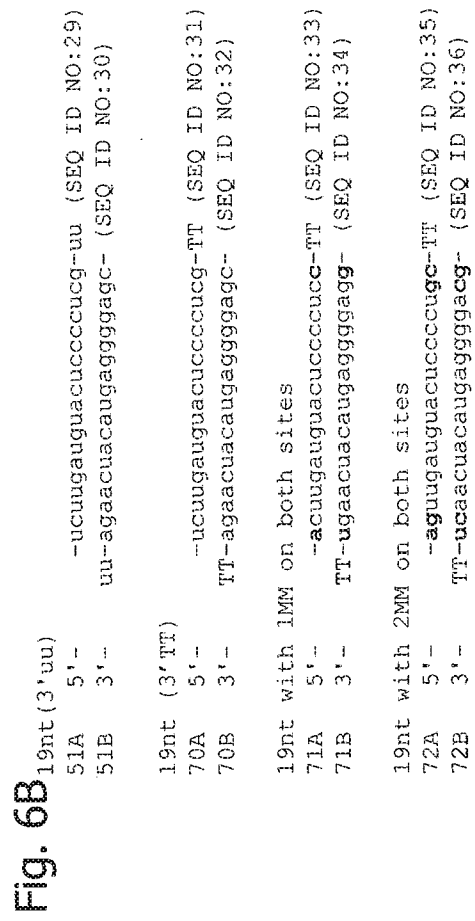 Fig. 6B
19nt(3'uu)
51A 5'- -ucuugauguacuccccucg-uu (SEQ ID NO:29)
51B 3'- uu-agaacuacaugaggggagc- (SEQ ID NO:30)
19nt (3'TT)
70A 5'- -ucuugauguacuccccucg-TT (SEQ ID NO:31)
70B 3'- TT-agaacuacaugaggggagc- (SEQ ID NO:32)
19nt with 1MM on both sites
71A 5'- -acuugauguacuccccucc-TT (SEQ ID NO:33)
71B 3'- TT-ugaacuacaugaggggagg- (SEQ ID NO:34)
19nt with 2MM on both sites
72A 5'- -aguugauguacuccccugc-TT (SEQ ID NO:35)
72B 3'- TT-ucaacuacaugaggggacg- (SEQ ID NO:36)